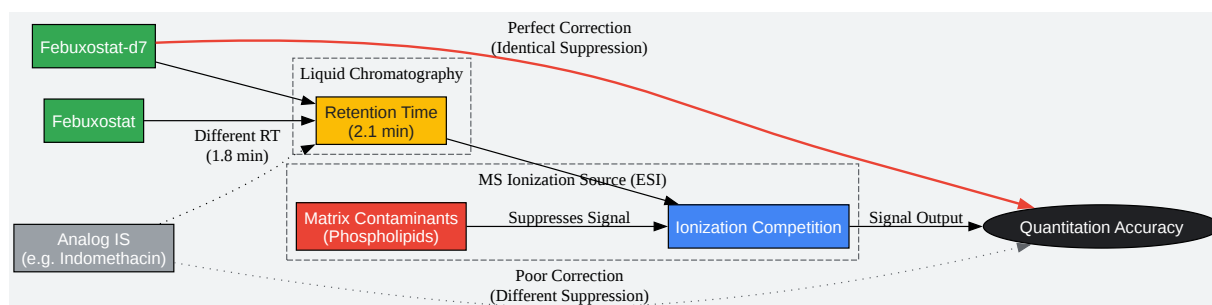 Febuxostat-d7
Perfect Correction
(Identical Suppression)
Liquid Chromatography
Febuxostat
Retention Time
(2.1 min)
Different RT
(1.8 min)
MS Ionization Source (ESI)
Matrix Contaminants
(Phospholipids)
Suppresses Signal
Ionization Competition
Signal Output
Quantitation Accuracy
Analog IS
(e.g. Indomethacin)
Poor Correction
(Different Suppression)